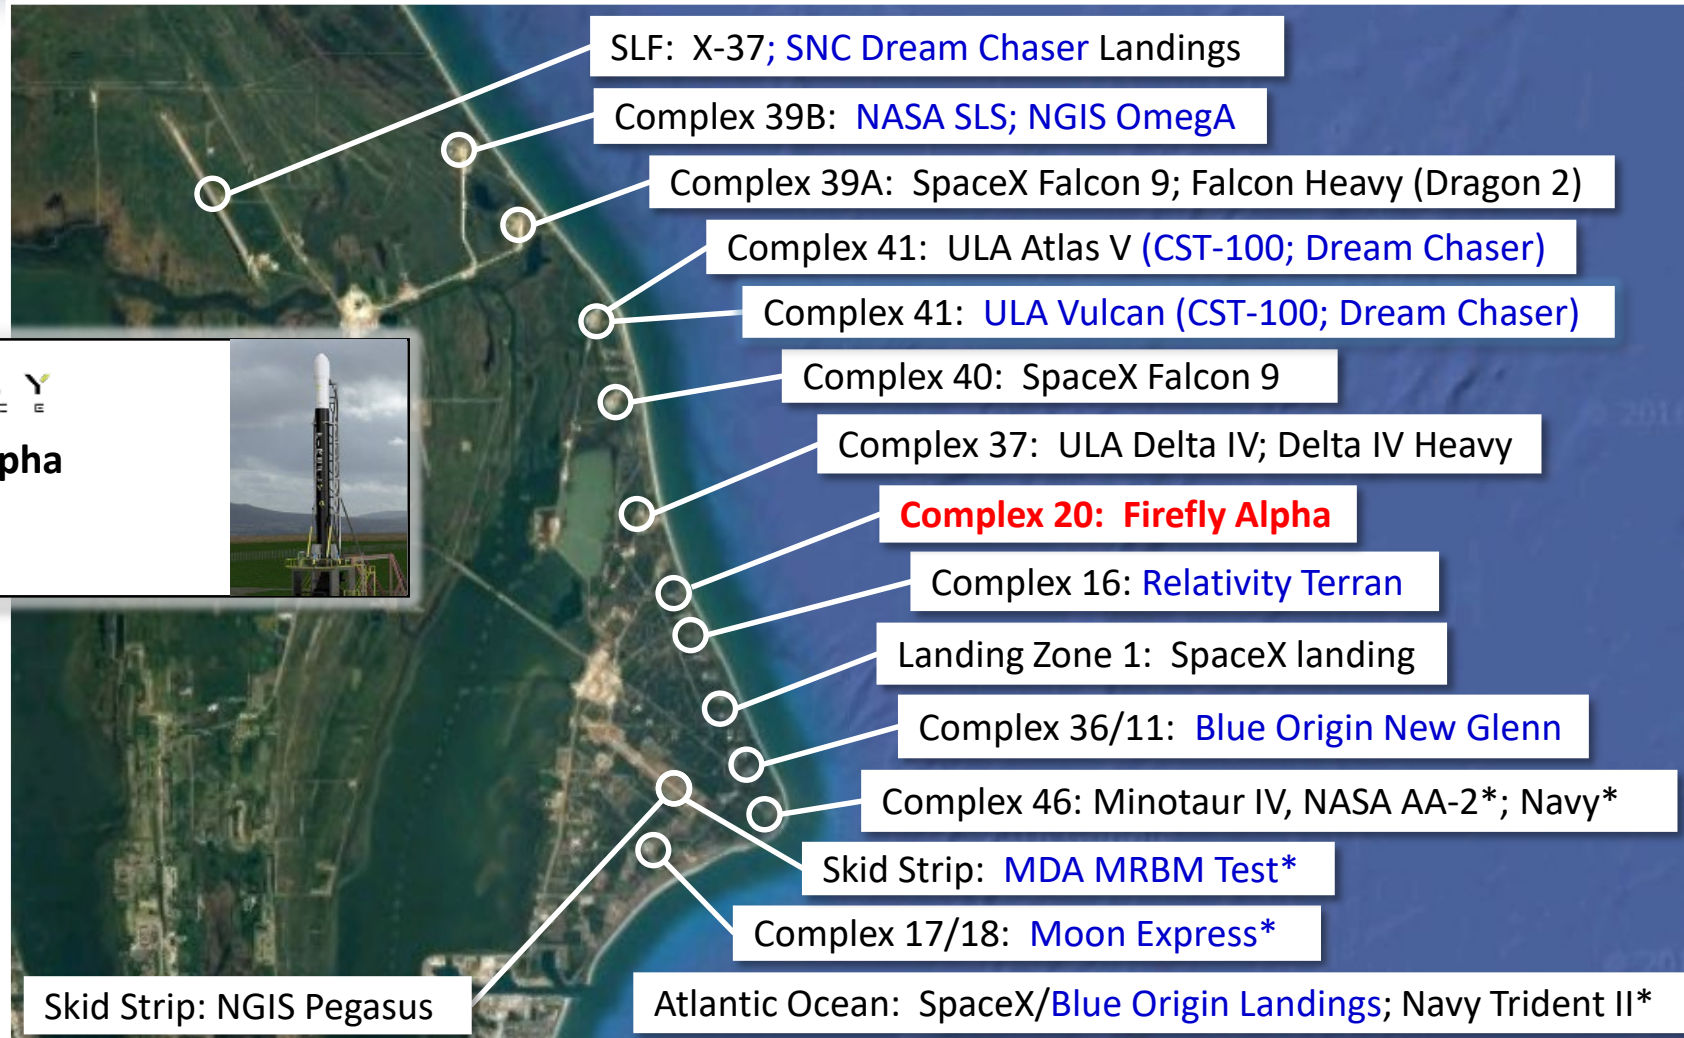 SLF: X-37; SNC Dream Chaser Landings
Complex 39B: NASA SLS; NGIS OmegA
Complex 39A: SpaceX Falcon 9; Falcon Heavy (Dragon 2)
Complex 41: ULA Atlas V (CST-100; Dream Chaser)
Complex 41: ULA Vulcan (CST-100; Dream Chaser)
Complex 40: SpaceX Falcon 9
Complex 37: ULA Delta IV; Delta IV Heavy
Y
C E
pha
Complex 20: Firefly Alpha
Complex 16: Relativity Terran
Landing Zone 1: SpaceX landing
Complex 36/11: Blue Origin New Glenn
Complex 46: Minotaur IV, NASA AA-2*; Navy*
Skid Strip: MDA MRBM Test*
Complex 17/18: Moon Express*
Skid Strip: NGIS Pegasus
Atlantic Ocean: SpaceX/Blue Origin Landings; Navy Trident II*